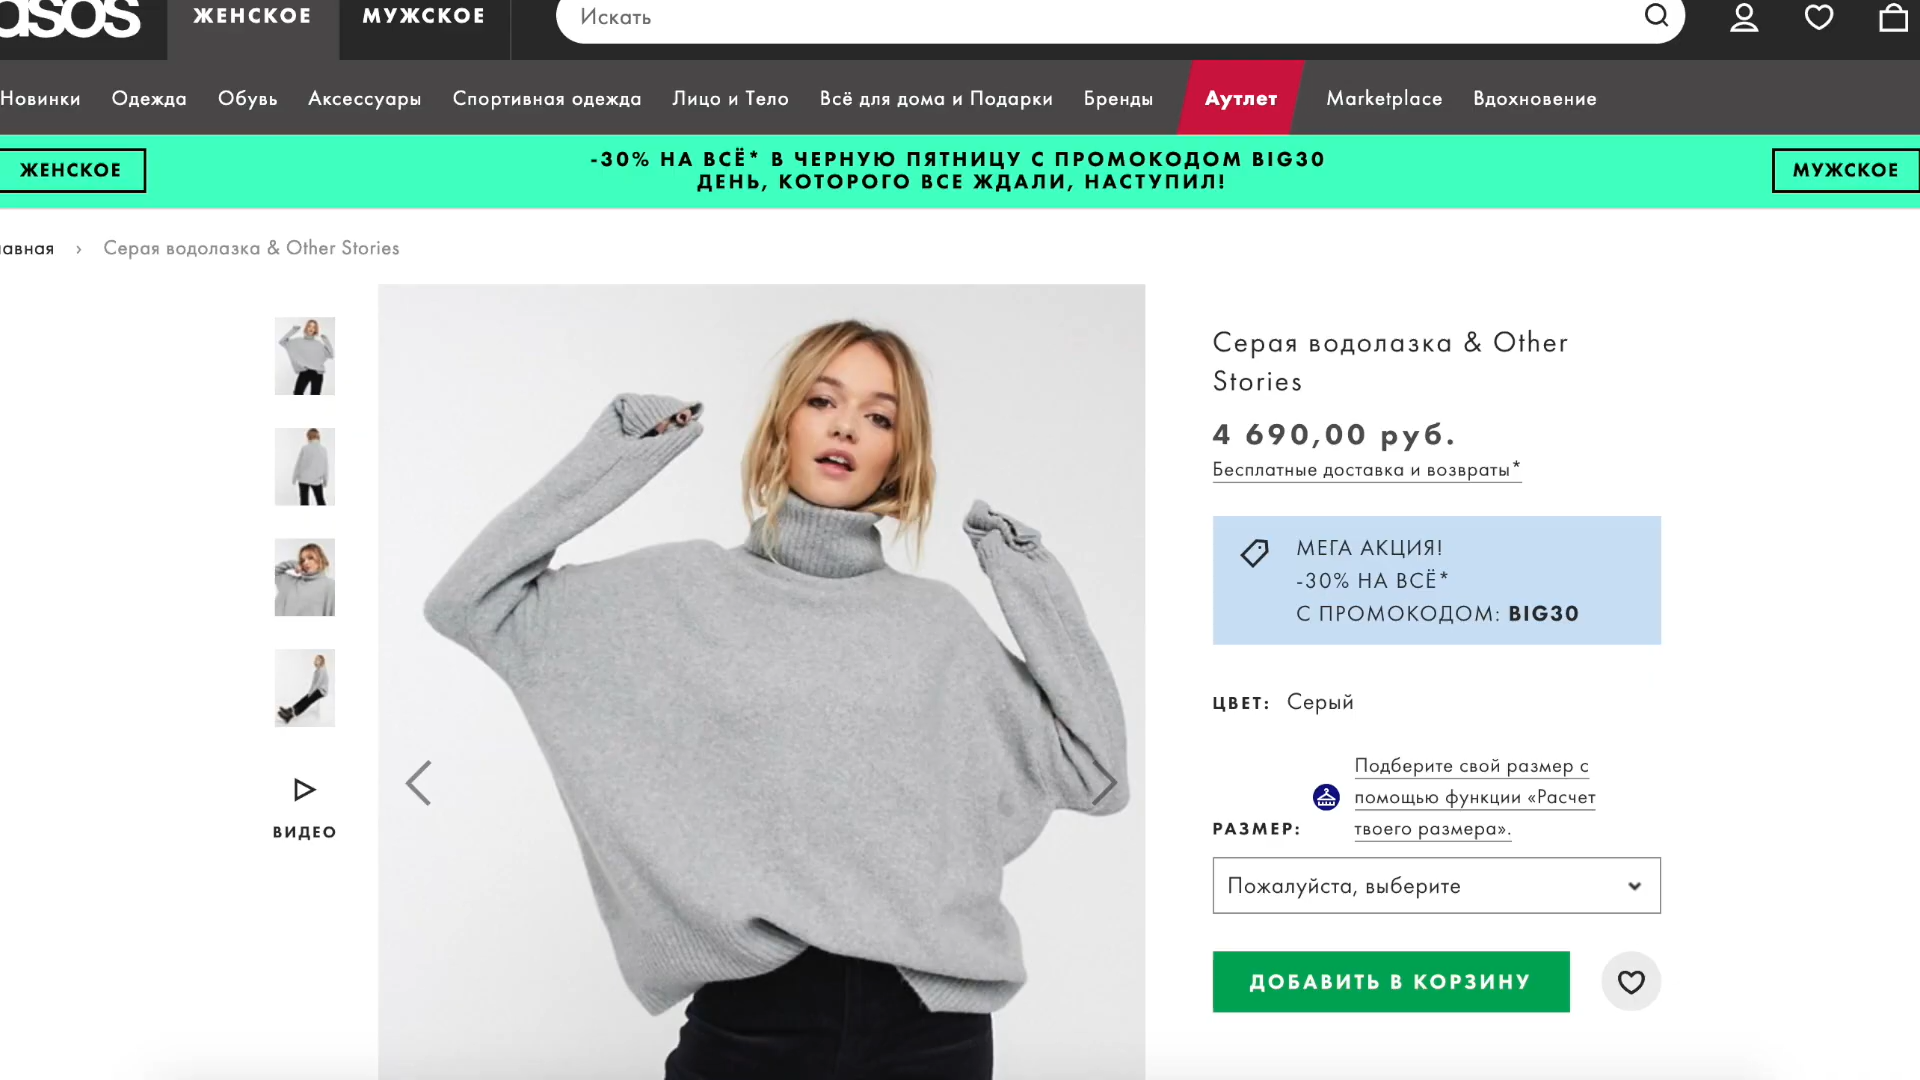 asos
ЖЕНСКОЕ
МУЖСКОЕ
Искать
Новинки
Одежда
Обувь
Аксессуары
Спортивная одежда
Лицо и Тело
Всё для дома и Подарки
Бренды
Аутлет
Marketplace
Вдохновение
ЖЕНСКОЕ
-30% НА ВСЁ* В ЧЕРНУЮ ПЯТНИЦУ С ПРОМОКОДОМ BIG30
ДЕНЬ, КОТОРОГО ВСЕ ЖДАЛИ, НАСТУПИЛ!
МУЖСКОЕ
авная › Серая водолазка & Other Stories
Серая водолазка & Other
Stories
4 690,00 руб.
Бесплатные доставка и возвраты*
МЕГА АКЦИЯ!
-30% НА ВСЁ*
С ПРОМОКОДОМ: BIG30
ЦВЕТ: Серый
Подберите свой размер с
помощью функции «Расчет
твоего размера».
РАЗМЕР:
Пожалуйста, выберите
ДОБАВИТЬ В КОРЗИНУ
ВИДЕО